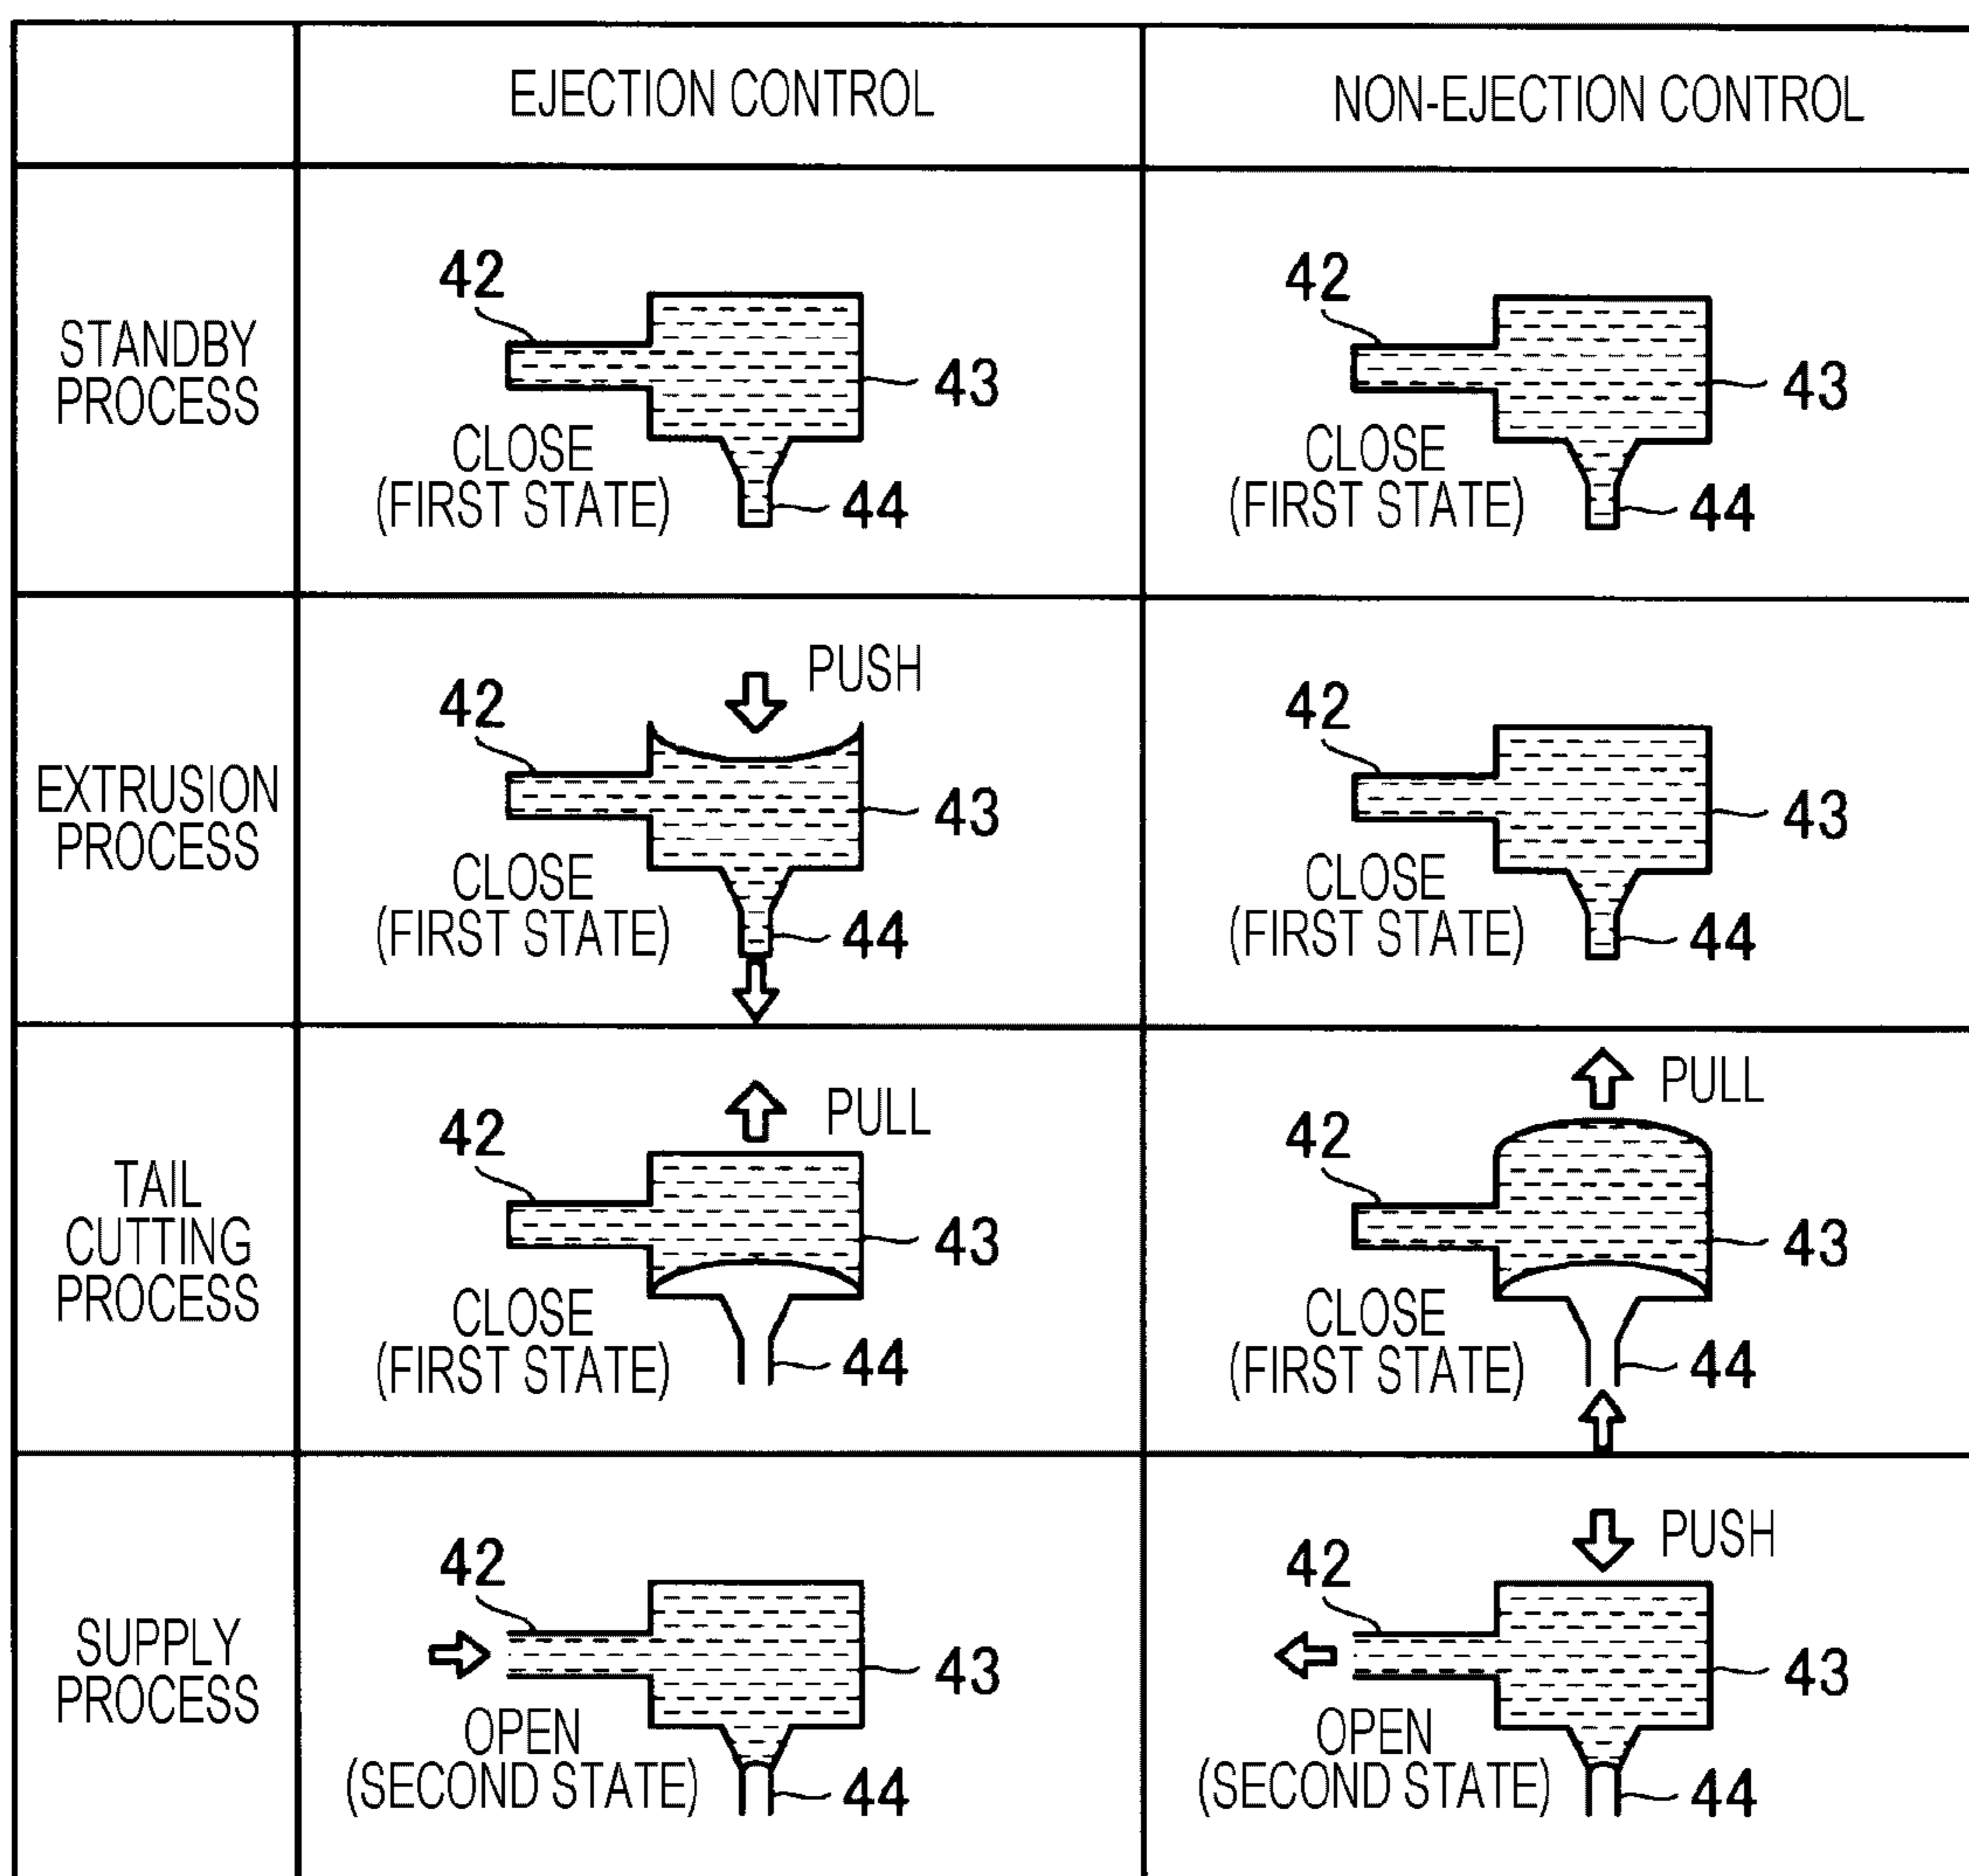 EJECTION CONTROL
NON-EJECTION CONTROL
STANDBY
PROCESS
42
43
CLOSE
(FIRST STATE)
44
42
43
CLOSE
(FIRST STATE)
44
EXTRUSION
PROCESS
PUSH
42
43
CLOSE
(FIRST STATE)
44
42
43
CLOSE
(FIRST STATE)
44
TAIL
CUTTING
PROCESS
PULL
42
43
CLOSE
(FIRST STATE)
44
PULL
42
43
CLOSE
(FIRST STATE)
44
SUPPLY
PROCESS
42
43
OPEN
(SECOND STATE)
44
PUSH
42
43
OPEN
(SECOND STATE)
44